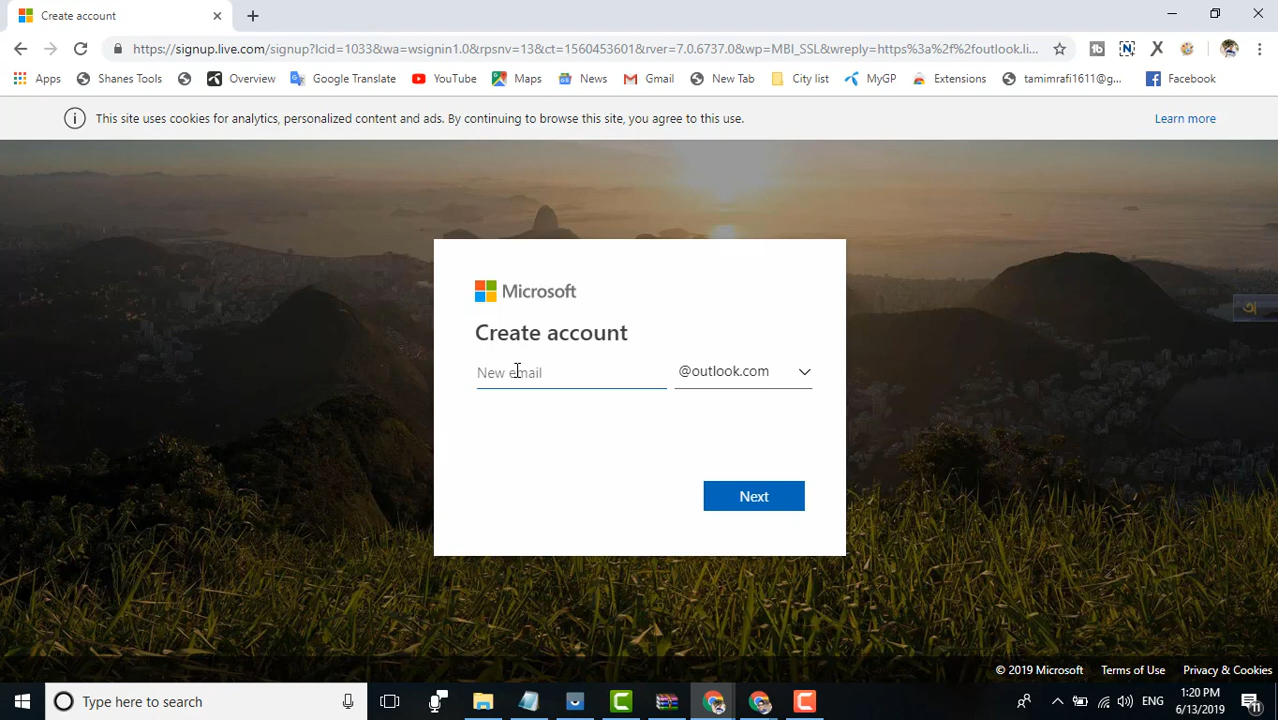 Create account
https://signup.live.com/signup?lcid=1033&wa=wsignin1.0&rpsnv=13&ct=1560453601&rver=7.0.6737.0&wp=MBI_SSL&wreply=https%3a%2f%2foutlook.li...
Apps Shanes Tools Overview Google Translate YouTube Maps News Gmail New Tab City list MyGP Extensions tamimrafi1611@g... Facebook
This site uses cookies for analytics, personalized content and ads. By continuing to browse this site, you agree to this use. Learn more
অ
Microsoft
Create account
New email @outlook.com
Next
© 2019 Microsoft Terms of Use Privacy & Cookies
Type here to search
ENG
1:20 PM
6/13/2019
11